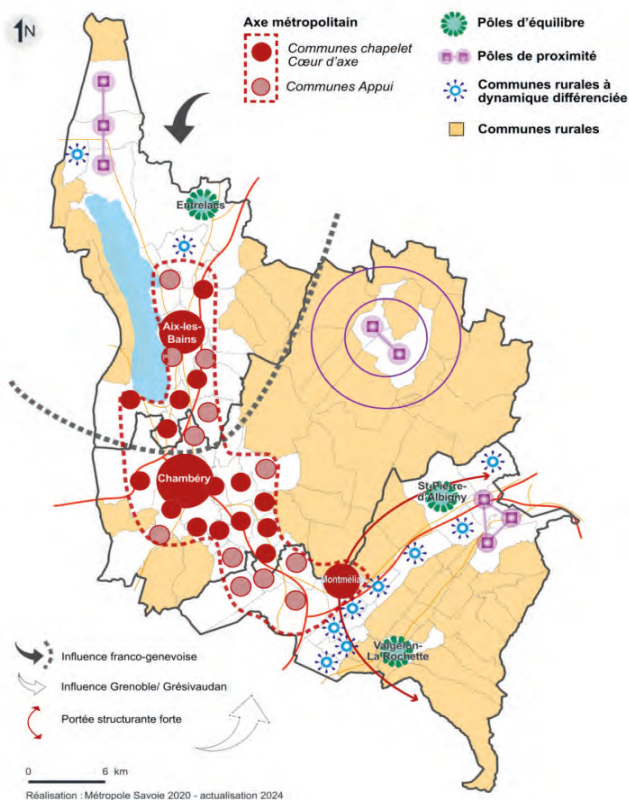 1N
Axe métropolitain
Communes chapelet
Cœur d'axe
Communes Appui
Pôles d'équilibre
Pôles de proximité
Communes rurales à
dynamique différenciée
Communes rurales
Entrelacs
Aix-les-
Bains
Chambéry
St-Pierre-
d'Albigny
Montmélian
Valgelon-
La Rochette
Influence franco-genevoise
Influence Grenoble/ Grésivaudan
Portée structurante forte
0 6 km
Réalisation : Métropole Savoie 2020 - actualisation 2024